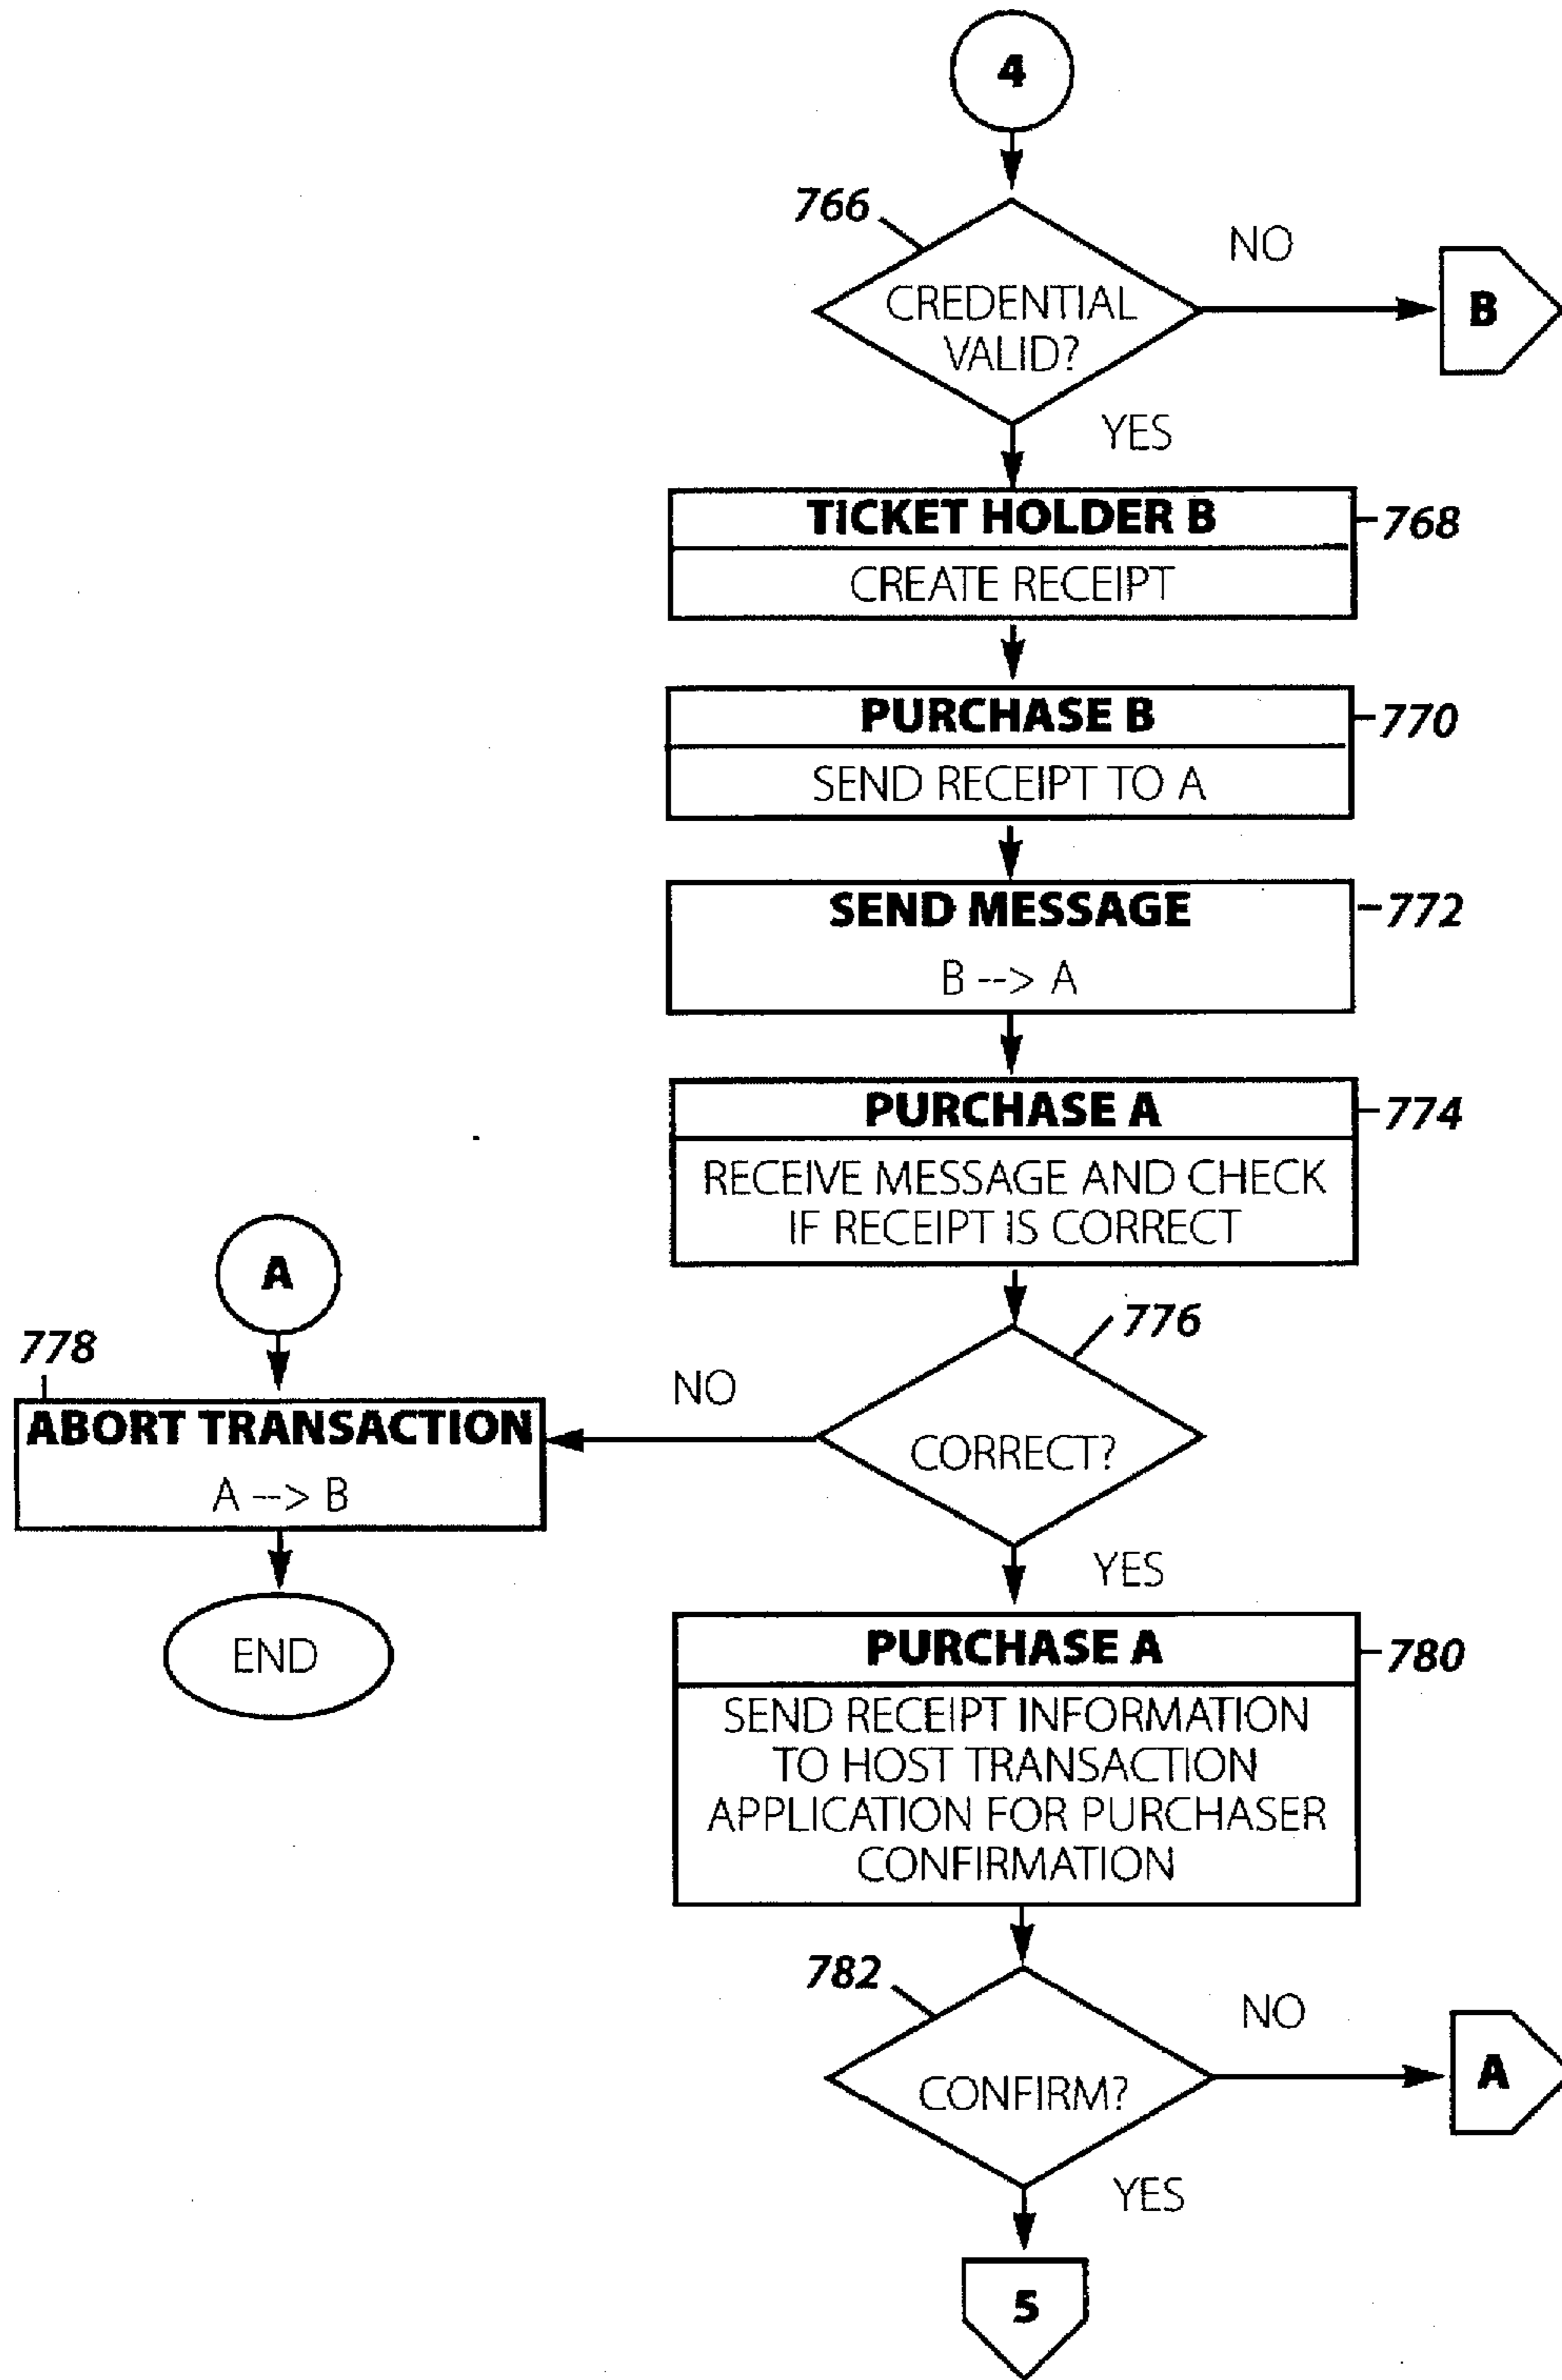 4
766
NO
CREDENTIAL
VALID?
B
YES
TICKET HOLDER B
768
CREATE RECEIPT
PURCHASE B
770
SEND RECEIPT TO A
SEND MESSAGE
772
B --> A
PURCHASE A
774
RECEIVE MESSAGE AND CHECK
IF RECEIPT IS CORRECT
A
778
776
NO
ABORT TRANSACTION
A --> B
CORRECT?
YES
END
PURCHASE A
780
SEND RECEIPT INFORMATION
TO HOST TRANSACTION
APPLICATION FOR PURCHASER
CONFIRMATION
782
NO
CONFIRM?
A
YES
5